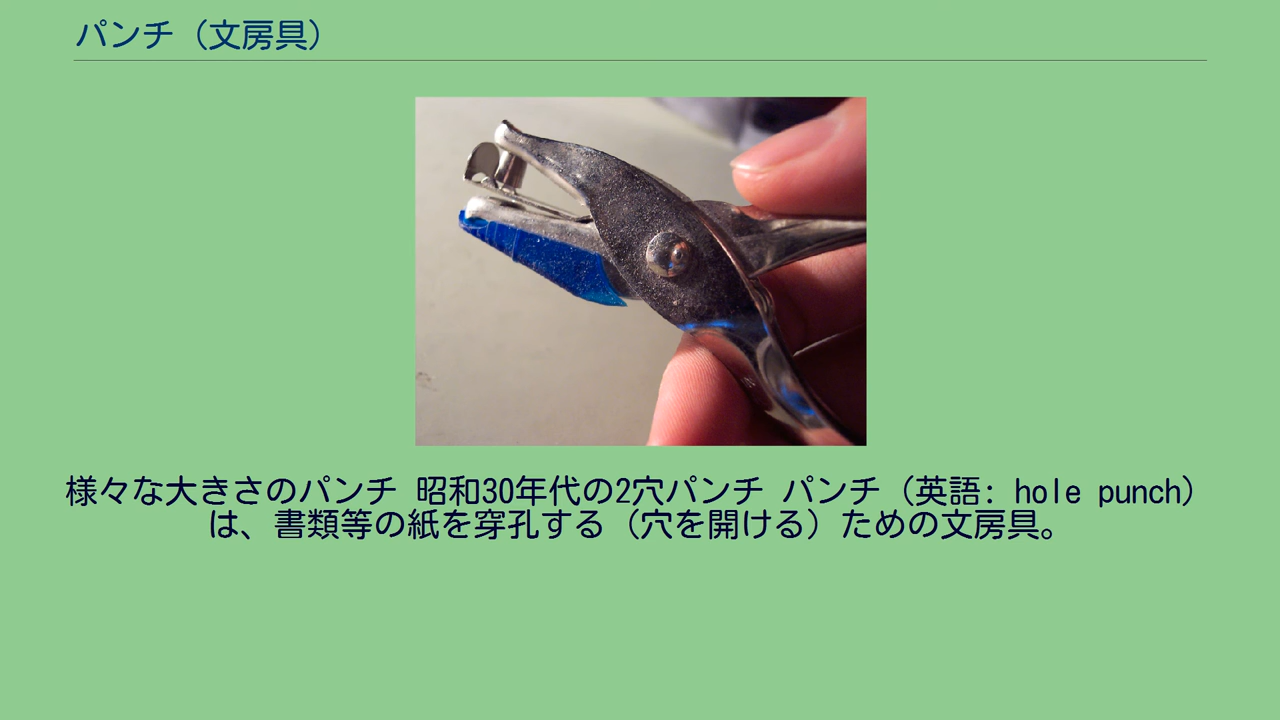 パンチ（文房具）
様々な大きさのパンチ 昭和30年代の2穴パンチ パンチ（英語: hole punch）
は、書類等の紙を穿孔する（穴を開ける）ための文房具。